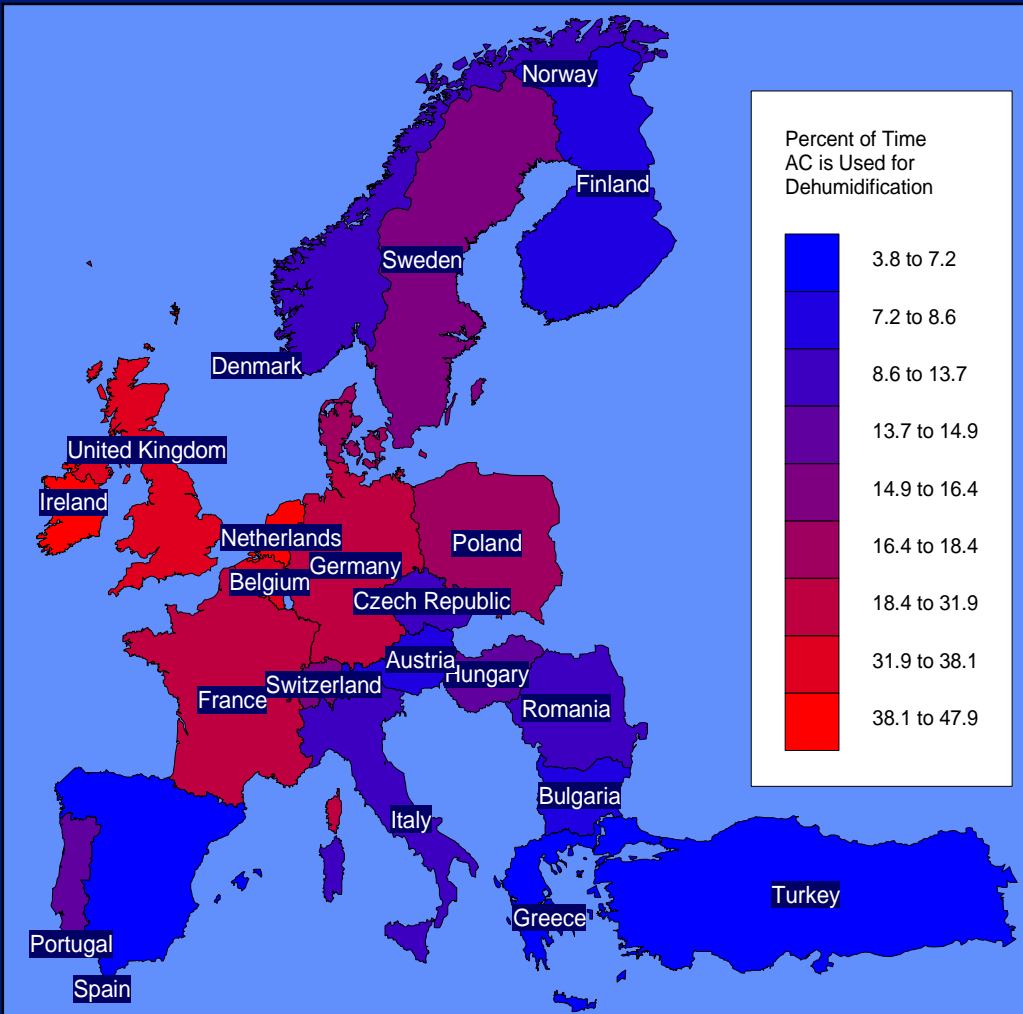 Norway
Finland
Sweden
Denmark
United Kingdom
Ireland
Netherlands
Poland
Germany
Belgium
Czech Republic
Austria
Hungary
Switzerland
France
Romania
Bulgaria
Italy
Turkey
Greece
Portugal
Spain
Percent of Time
AC is Used for
Dehumidification
3.8 to 7.2
7.2 to 8.6
8.6 to 13.7
13.7 to 14.9
14.9 to 16.4
16.4 to 18.4
18.4 to 31.9
31.9 to 38.1
38.1 to 47.9